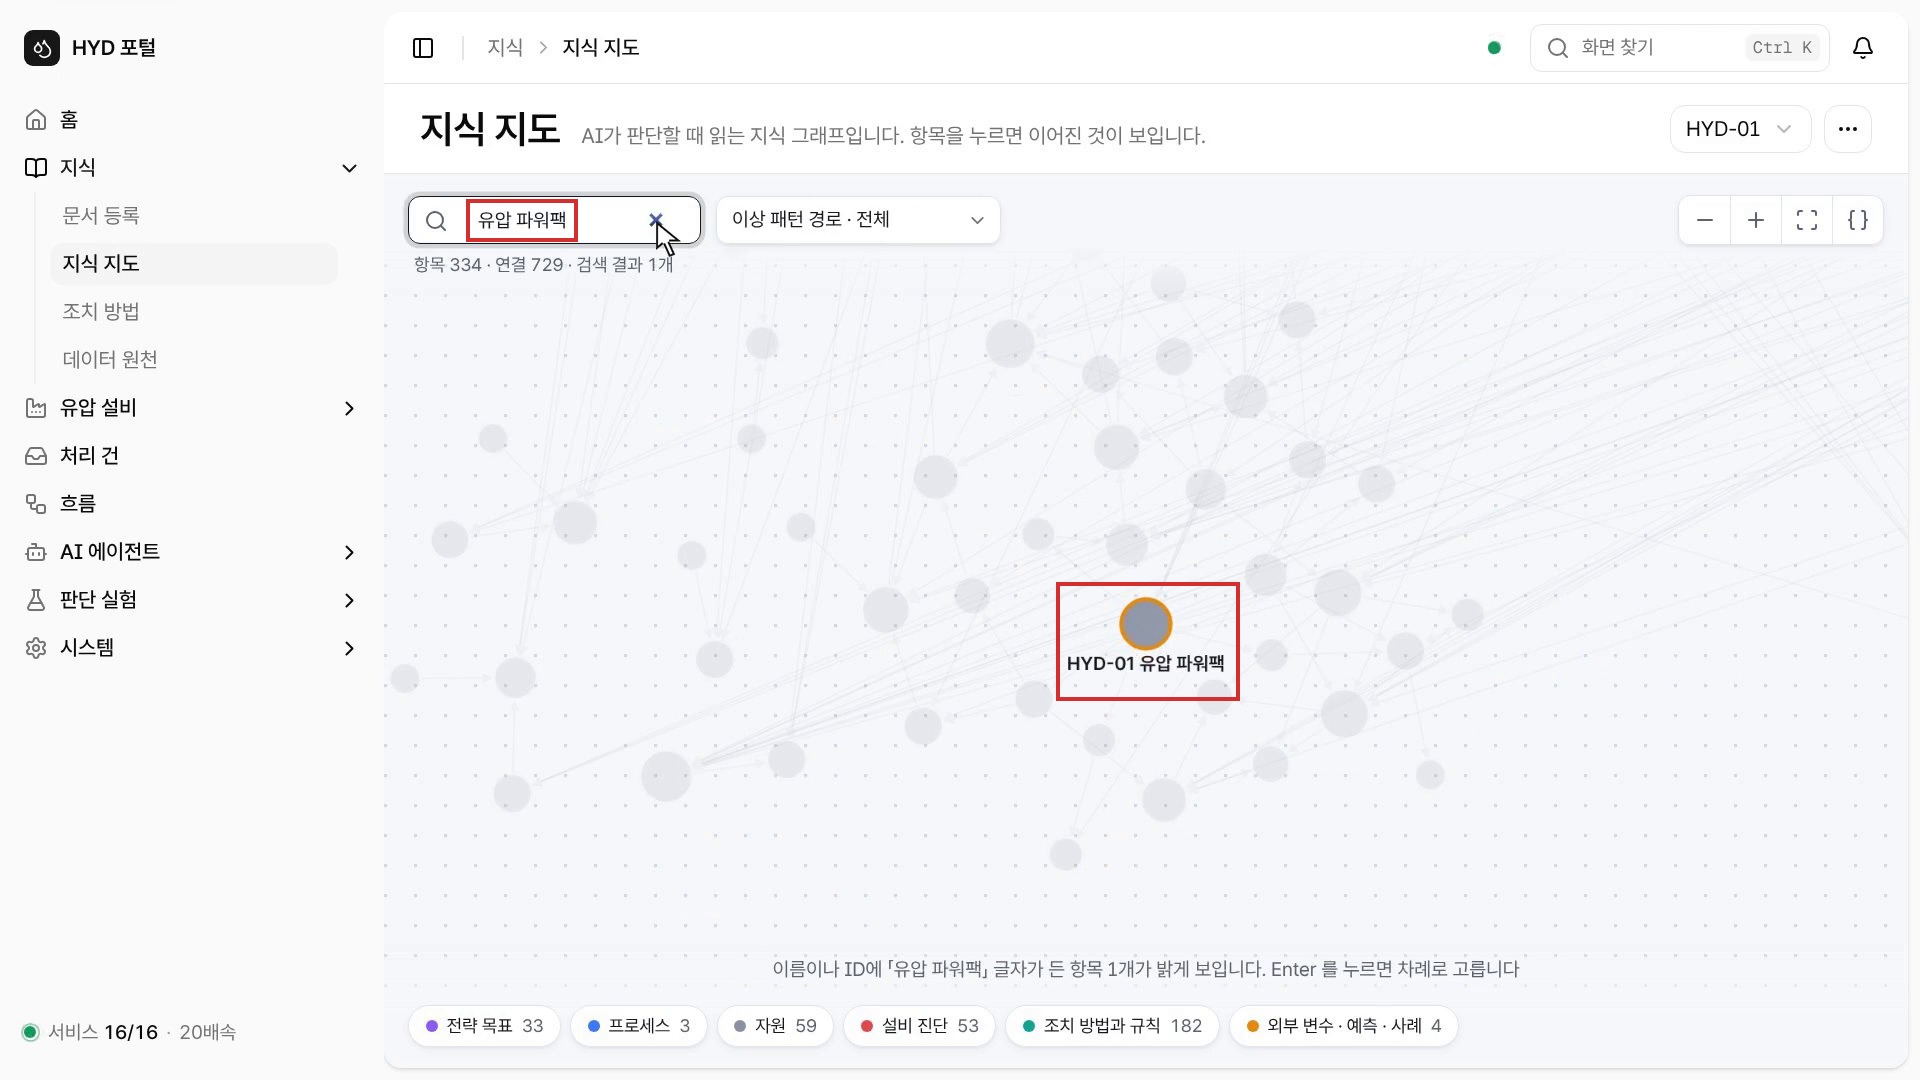 HYD 포털
지식 > 지식 지도
화면 찾기
Ctrl K
홈
지식
문서 등록
지식 지도
조치 방법
데이터 원천
유압 설비
처리 건
흐름
AI 에이전트
판단 실험
시스템
서비스 16/16 · 20배속
지식 지도
AI가 판단할 때 읽는 지식 그래프입니다. 항목을 누르면 이어진 것이 보입니다.
HYD-01
유압 파워팩
이상 패턴 경로 · 전체
항목 334 · 연결 729 · 검색 결과 1개
HYD-01 유압 파워팩
이름이나 ID에 「유압 파워팩」 글자가 든 항목 1개가 밝게 보입니다. Enter 를 누르면 차례로 고릅니다
전략 목표 33
프로세스 3
자원 59
설비 진단 53
조치 방법과 규칙 182
외부 변수 · 예측 · 사례 4